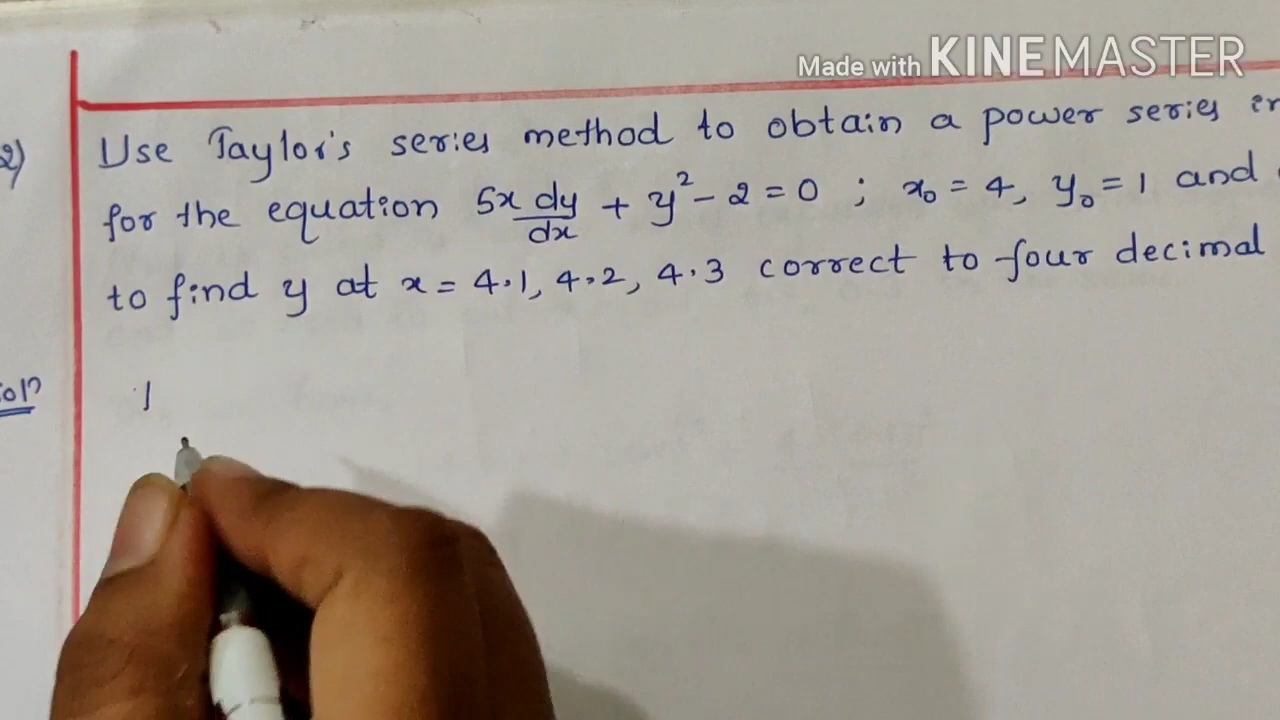 Made with KINEMASTER
2) Use Taylor's series method to obtain a power series in
for the equation 5x dy/dx + y² - 2 = 0 ; x₀ = 4, y₀ = 1 and
to find y at x = 4.1, 4.2, 4.3 correct to four decimal
Solⁿ